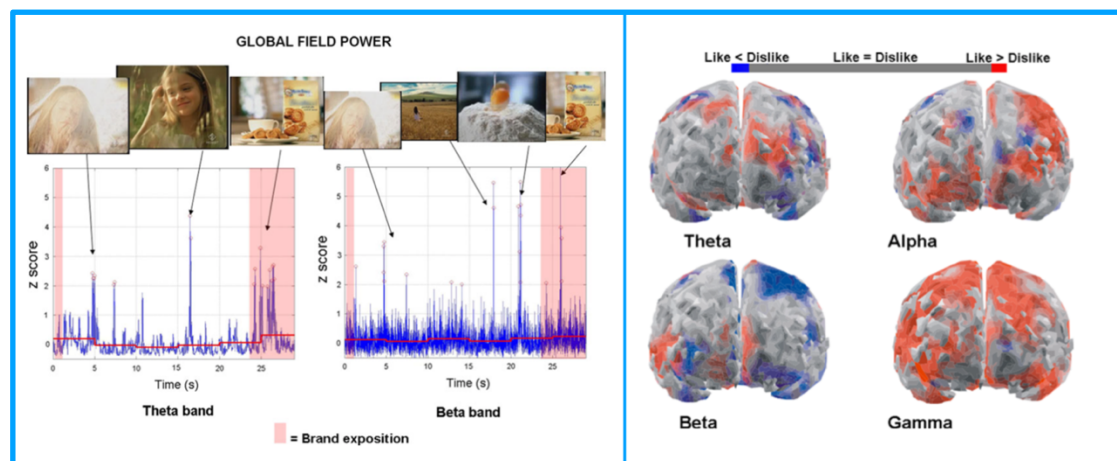 GLOBAL FIELD POWER
Z score
6
5
4
3
2
1
0
0 5 10 15 20 25
Time (s)
Theta band
Z score
6
5
4
3
2
1
0
0 5 10 15 20 25
Time (s)
Beta band
= Brand exposition
Like < Dislike Like = Dislike Like > Dislike
Theta Alpha
Beta Gamma